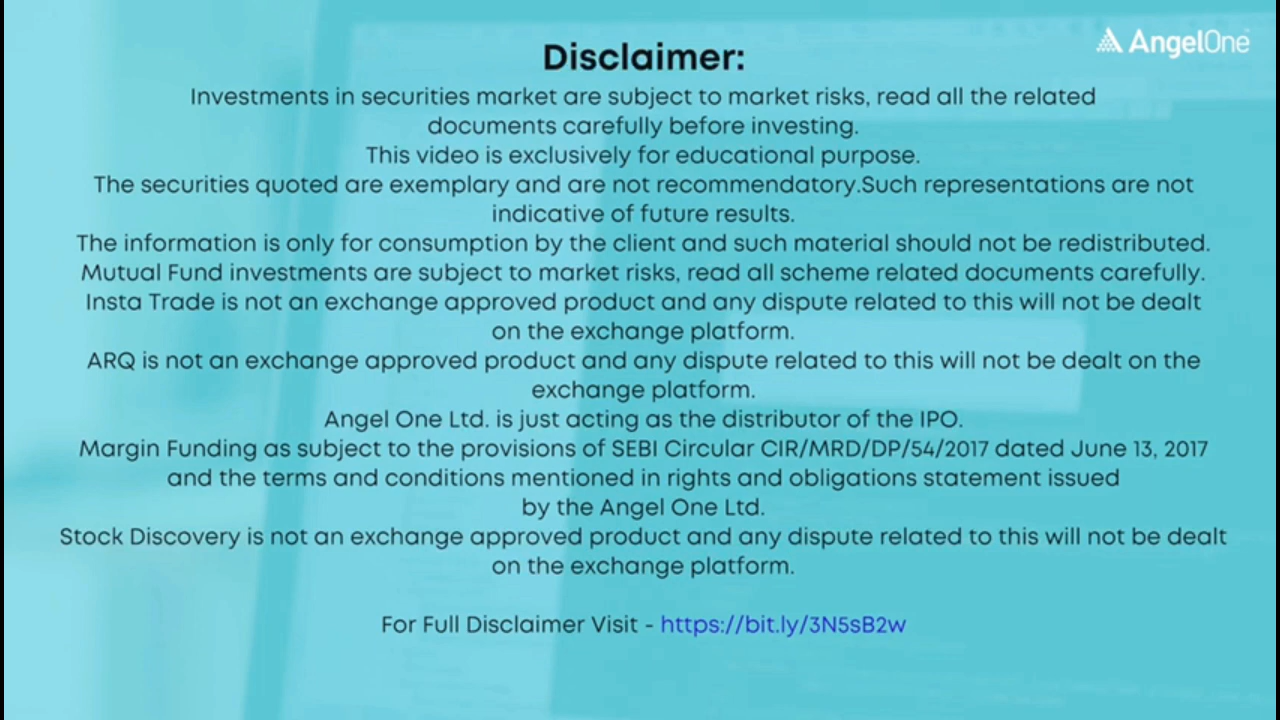 AngelOne
Disclaimer:
Investments in securities market are subject to market risks, read all the related
documents carefully before investing.
This video is exclusively for educational purpose.
The securities quoted are exemplary and are not recommendatory.Such representations are not
indicative of future results.
The information is only for consumption by the client and such material should not be redistributed.
Mutual Fund investments are subject to market risks, read all scheme related documents carefully.
Insta Trade is not an exchange approved product and any dispute related to this will not be dealt
on the exchange platform.
ARQ is not an exchange approved product and any dispute related to this will not be dealt on the
exchange platform.
Angel One Ltd. is just acting as the distributor of the IPO.
Margin Funding as subject to the provisions of SEBI Circular CIR/MRD/DP/54/2017 dated June 13, 2017
and the terms and conditions mentioned in rights and obligations statement issued
by the Angel One Ltd.
Stock Discovery is not an exchange approved product and any dispute related to this will not be dealt
on the exchange platform.
For Full Disclaimer Visit - https://bit.ly/3N5sB2w